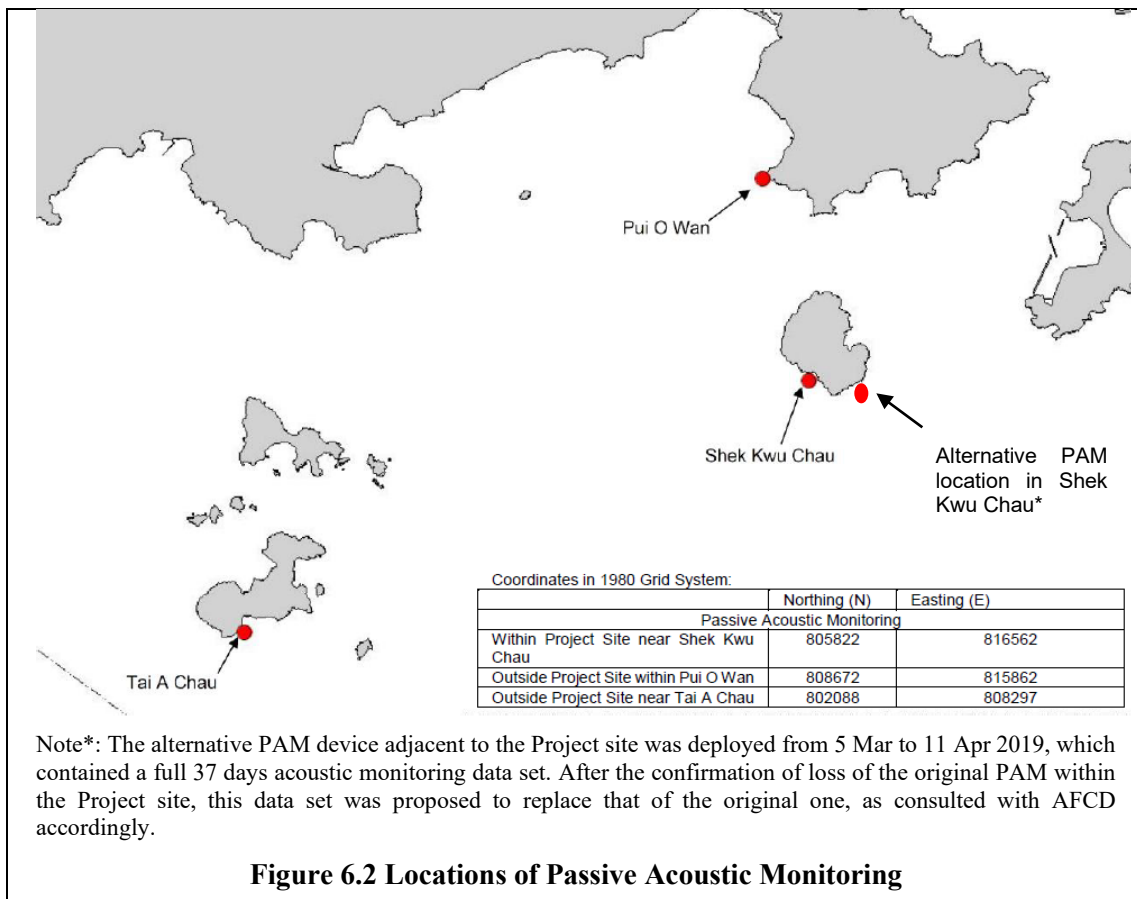 Pui O Wan
Shek Kwu Chau
Alternative PAM
location in Shek
Kwu Chau*
Tai A Chau
Coordinates in 1980 Grid System:
Northing (N) Easting (E)
Passive Acoustic Monitoring
Within Project Site near Shek Kwu 805822 816562
Chau
Outside Project Site within Pui O Wan 808672 815862
Outside Project Site near Tai A Chau 802088 808297
Note*: The alternative PAM device adjacent to the Project site was deployed from 5 Mar to 11 Apr 2019, which
contained a full 37 days acoustic monitoring data set. After the confirmation of loss of the original PAM within
the Project site, this data set was proposed to replace that of the original one, as consulted with AFCD
accordingly.
Figure 6.2 Locations of Passive Acoustic Monitoring